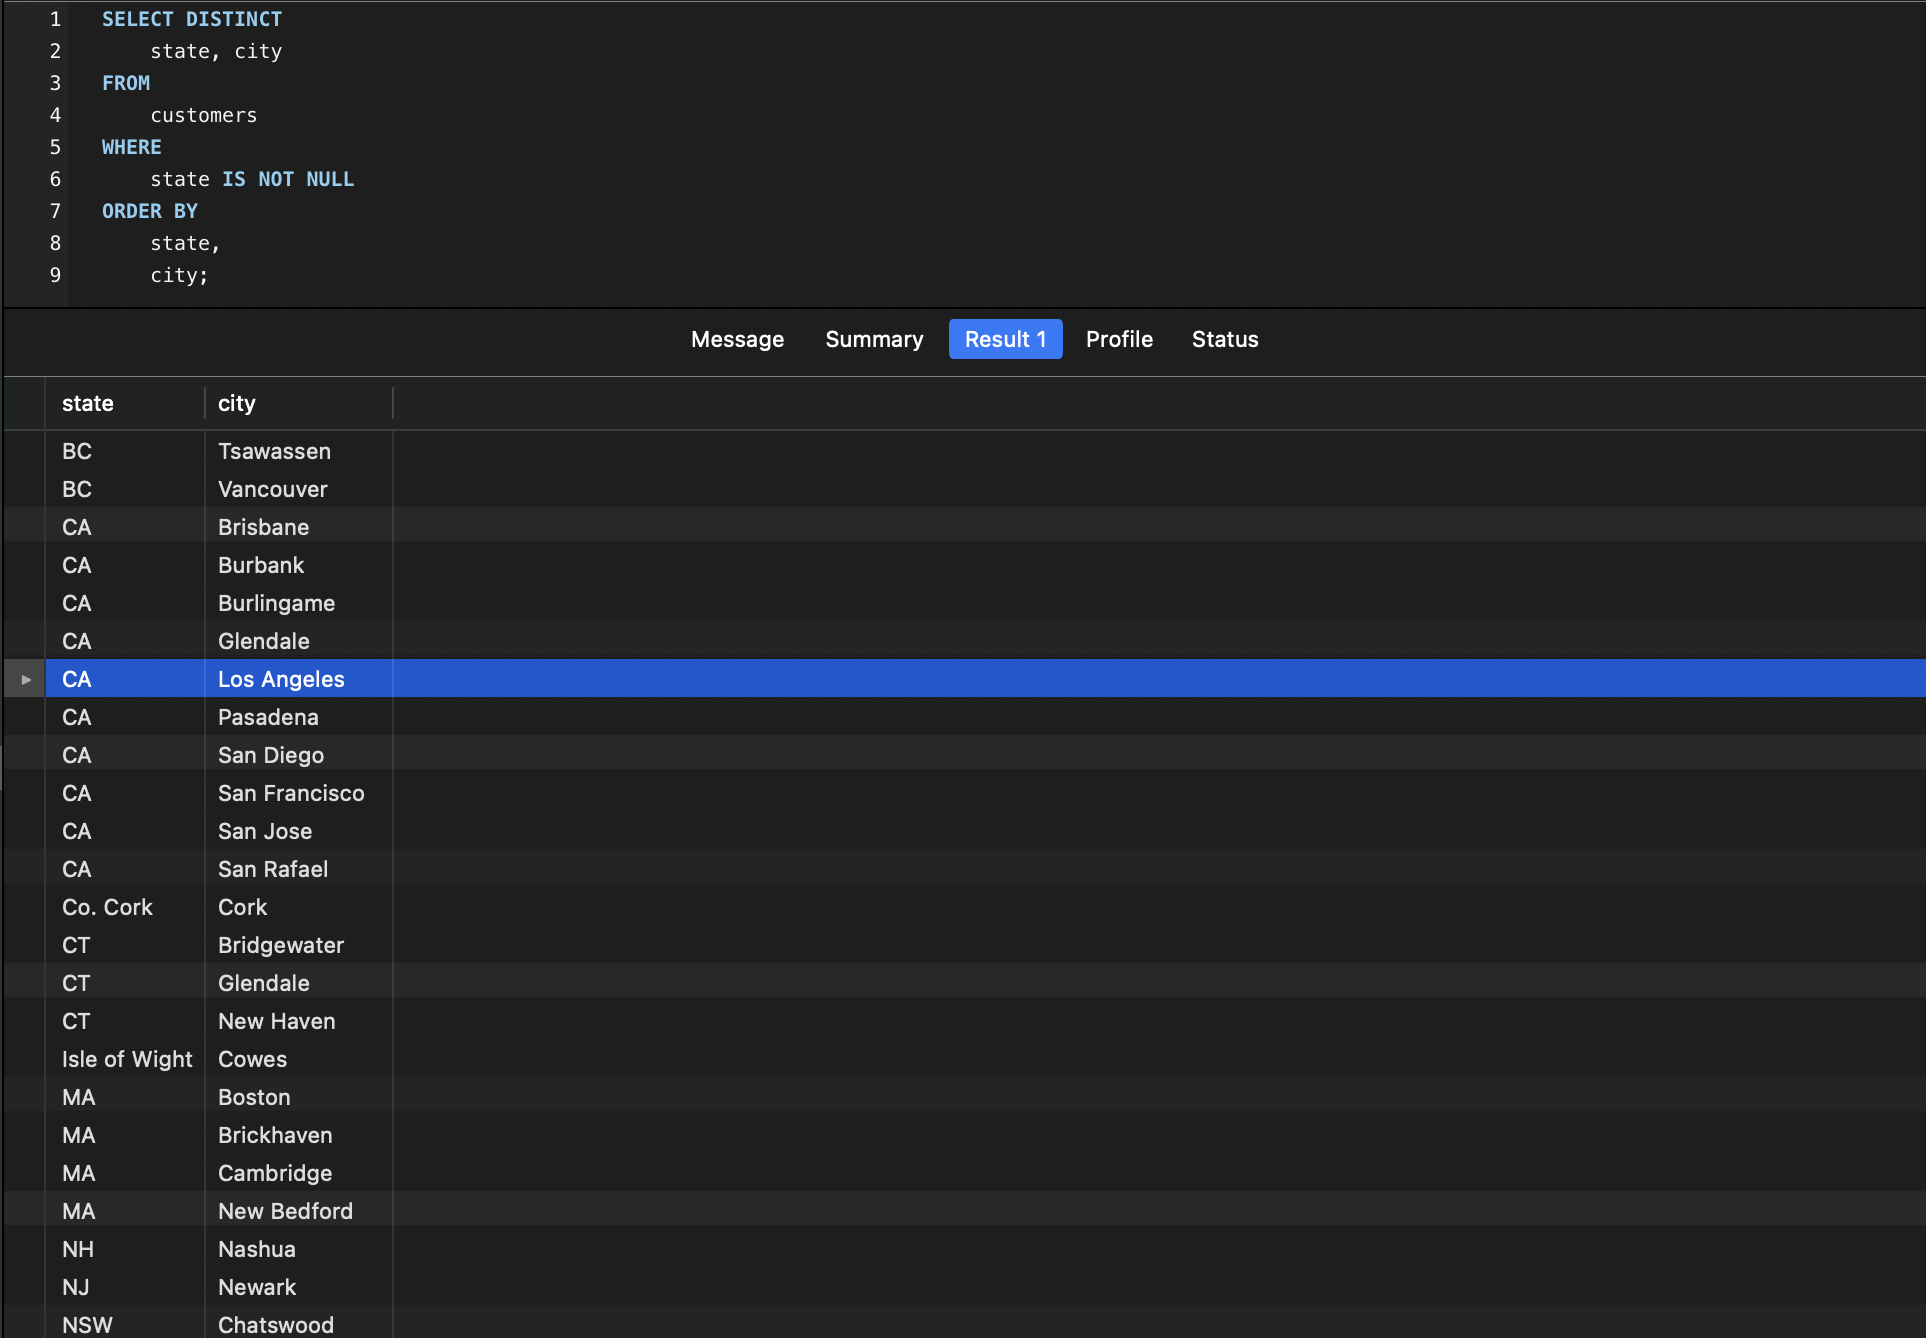 1 SELECT DISTINCT
2 state, city
3 FROM
4 customers
5 WHERE
6 state IS NOT NULL
7 ORDER BY
8 state,
9 city;
Message Summary Result 1 Profile Status
state city
BC Tsawassen
BC Vancouver
CA Brisbane
CA Burbank
CA Burlingame
CA Glendale
CA Los Angeles
CA Pasadena
CA San Diego
CA San Francisco
CA San Jose
CA San Rafael
Co. Cork Cork
CT Bridgewater
CT Glendale
CT New Haven
Isle of Wight Cowes
MA Boston
MA Brickhaven
MA Cambridge
MA New Bedford
NH Nashua
NJ Newark
NSW Chatswood